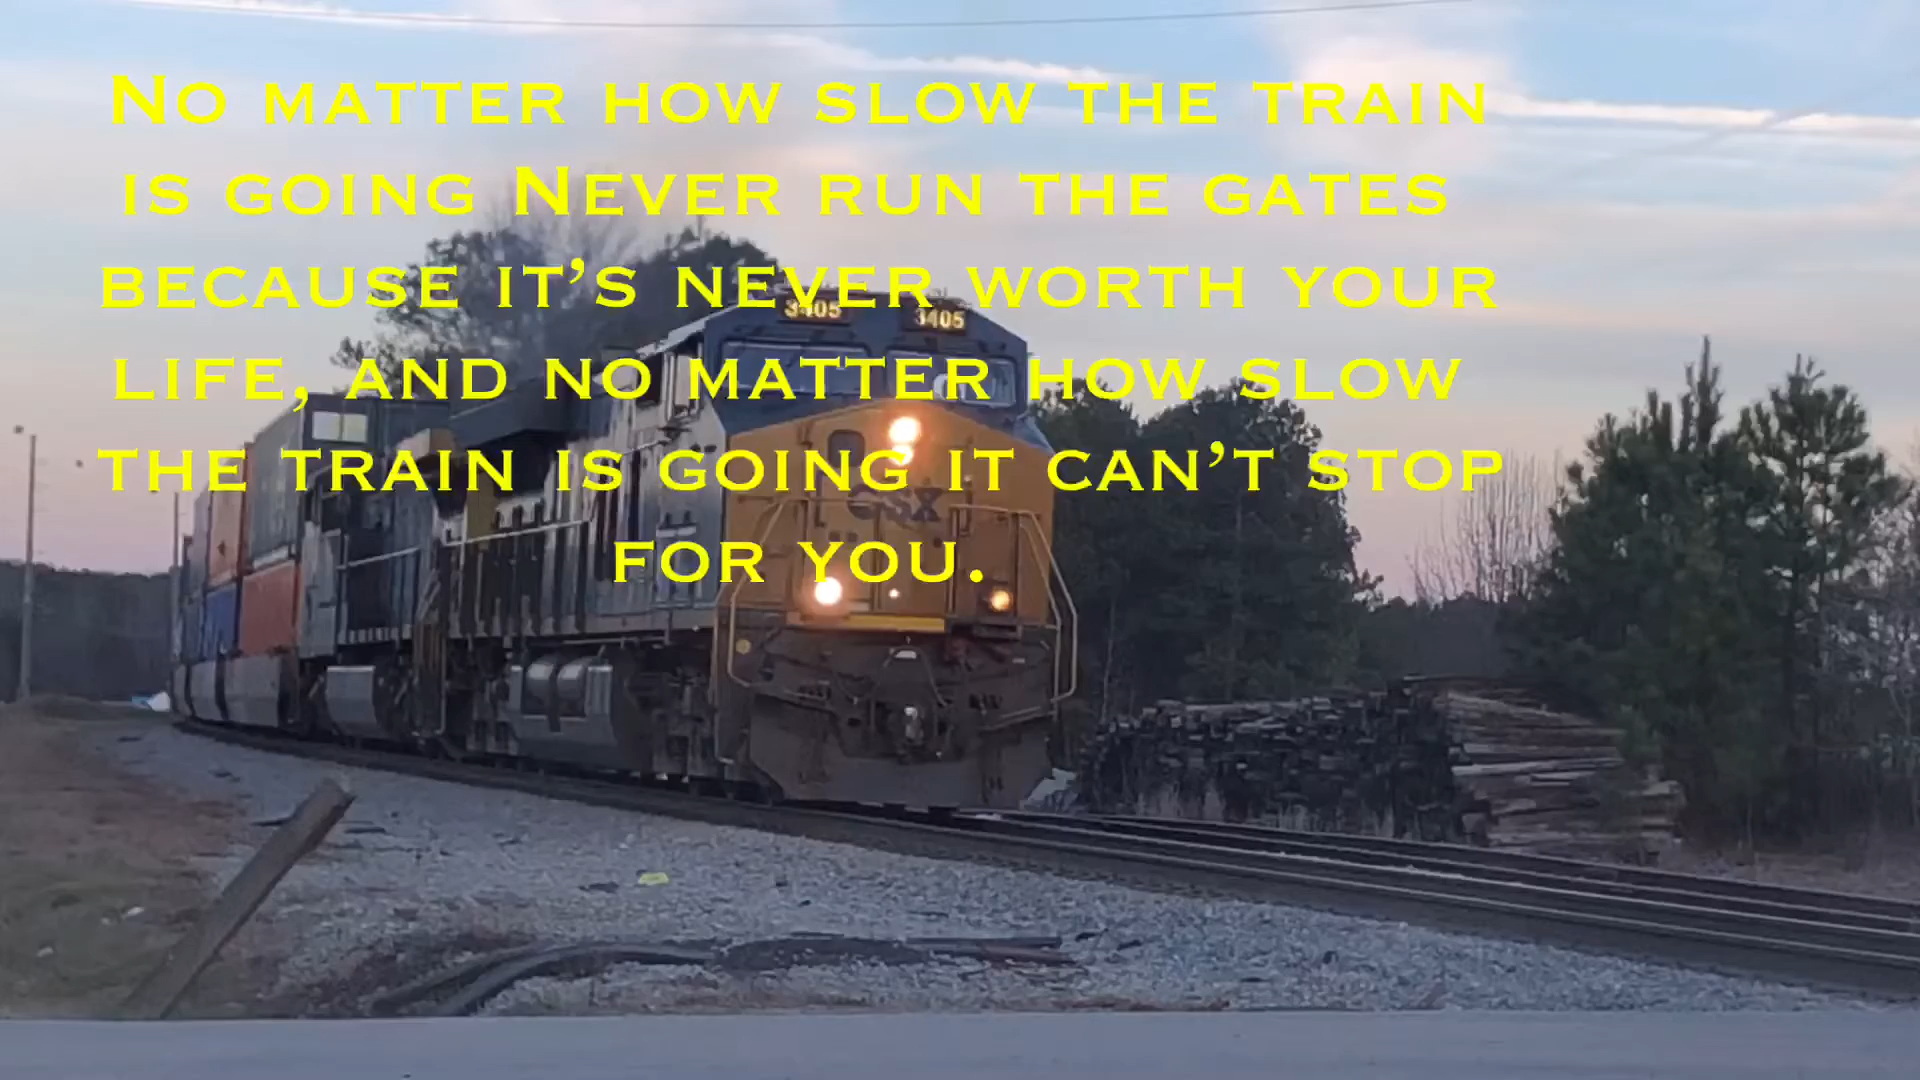 No matter how slow the train
is going Never run the gates
because it’s never worth your
life, and no matter how slow
the train is going it can’t stop
for you.
3405
3405
CSX